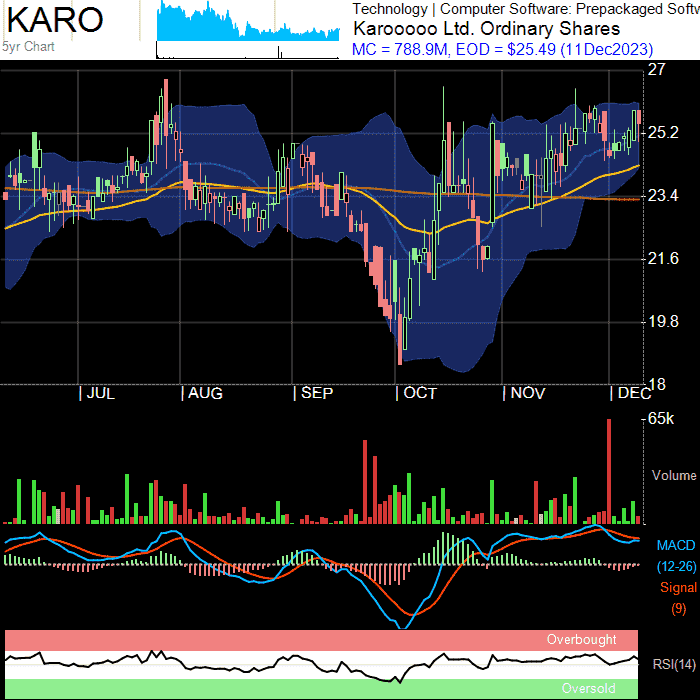 KARO
5yr Chart
Technology | Computer Software: Prepackaged Softw
Karooooo Ltd. Ordinary Shares
MC = 788.9M, EOD = $25.49 (11Dec2023)
27
25.2
23.4
21.6
19.8
18
| JUL | AUG | SEP | OCT | NOV | DEC
65k
Volume
MACD
(12-26)
Signal
(9)
Overbought
RSI(14)
Oversold